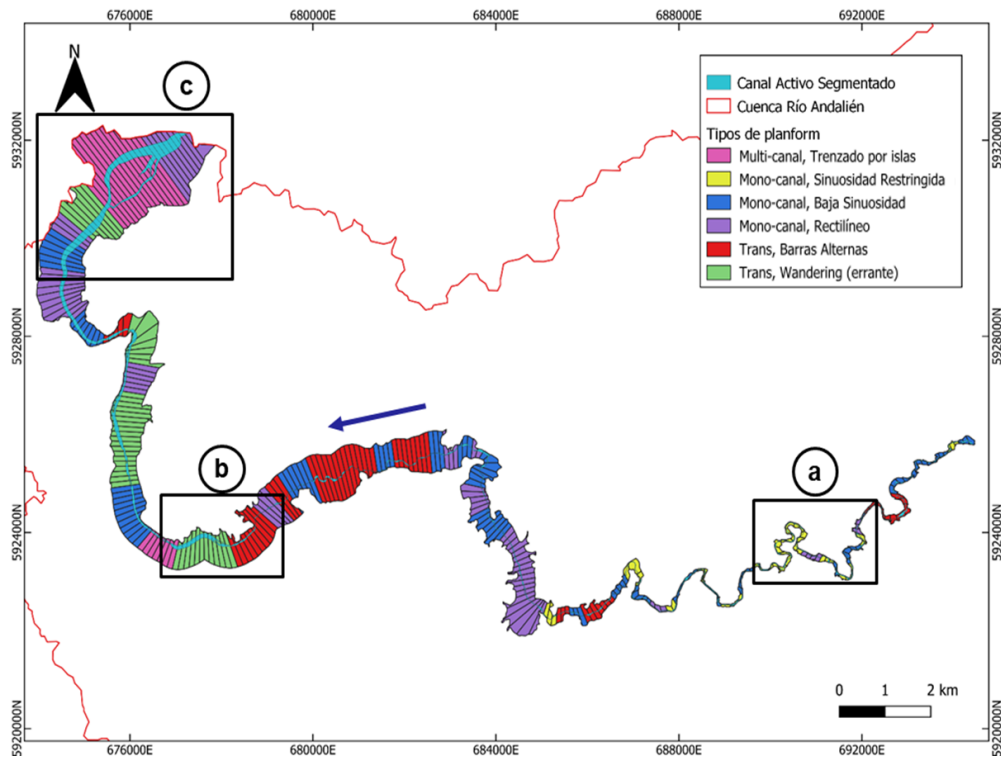 676000E 680000E 684000E 688000E 692000E
N
c
Canal Activo Segmentado
Cuenca Río Andalién
Tipos de planform
Multi-canal, Trenzado por islas
Mono-canal, Sinuosidad Restringida
Mono-canal, Baja Sinuosidad
Mono-canal, Rectilíneo
Trans, Barras Alternas
Trans, Wandering (errante)
5932000N 5932000N
5928000N 5928000N
b
a
5924000N 5924000N
0 1 2 km
5920000N 5920000N
676000E 680000E 684000E 688000E 692000E